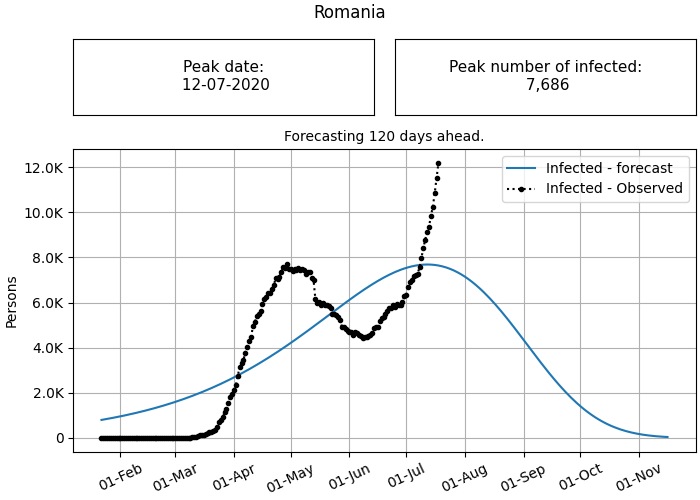 Romania
Peak date:
12-07-2020
Peak number of infected:
7,686
Forecasting 120 days ahead.
12.0K
10.0K
8.0K
6.0K
4.0K
2.0K
0
Persons
Infected - forecast
Infected - Observed
01-Feb
01-Mar
01-Apr
01-May
01-Jun
01-Jul
01-Aug
01-Sep
01-Oct
01-Nov